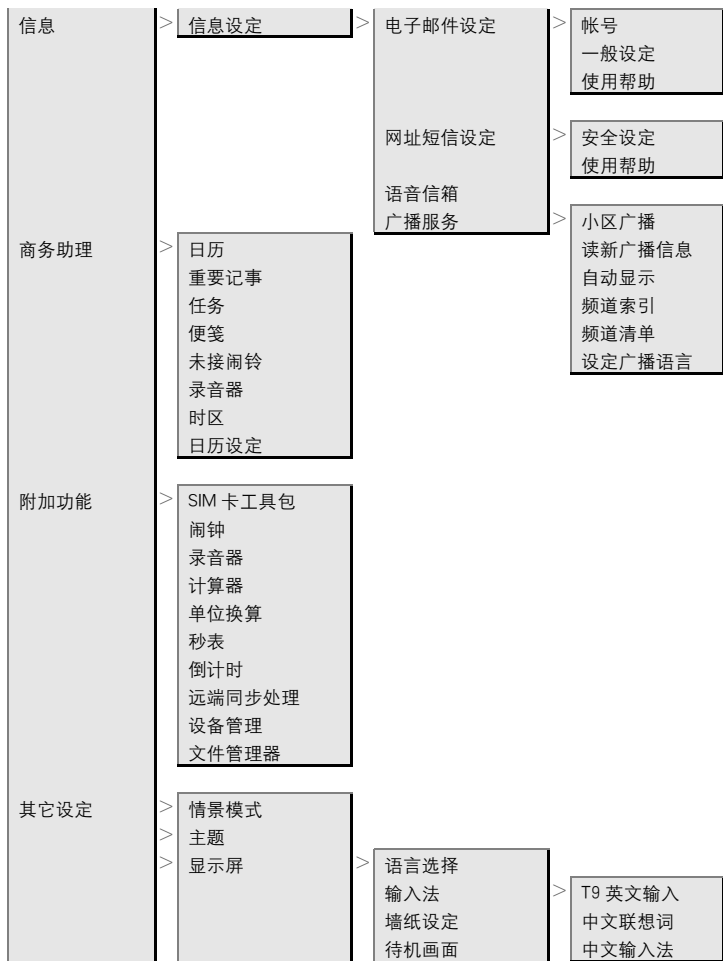 信息 > 信息设定 > 电子邮件设定 > 帐号
一般设定
使用帮助
网址短信设定 > 安全设定
使用帮助
语音信箱
广播服务 > 小区广播
读新广播信息
自动显示
频道索引
频道清单
设定广播语言
商务助理 > 日历
重要记事
任务
便笺
未接闹铃
录音器
时区
日历设定
附加功能 > SIM 卡工具包
闹钟
录音器
计算器
单位换算
秒表
倒计时
远端同步处理
设备管理
文件管理器
其它设定 > 情景模式
> 主题
> 显示屏 > 语言选择
输入法 > T9 英文输入
中文联想词
中文输入法
墙纸设定
待机画面